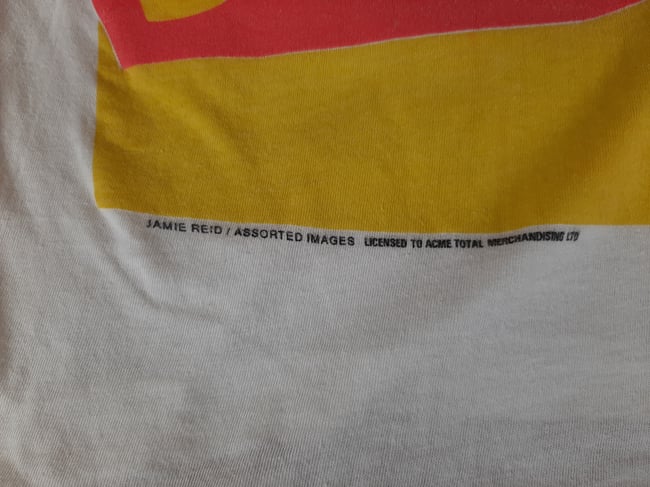 JAMIE REID / ASSORTED IMAGES LICENSED TO ACME TOTAL MERCHANDISING LTD